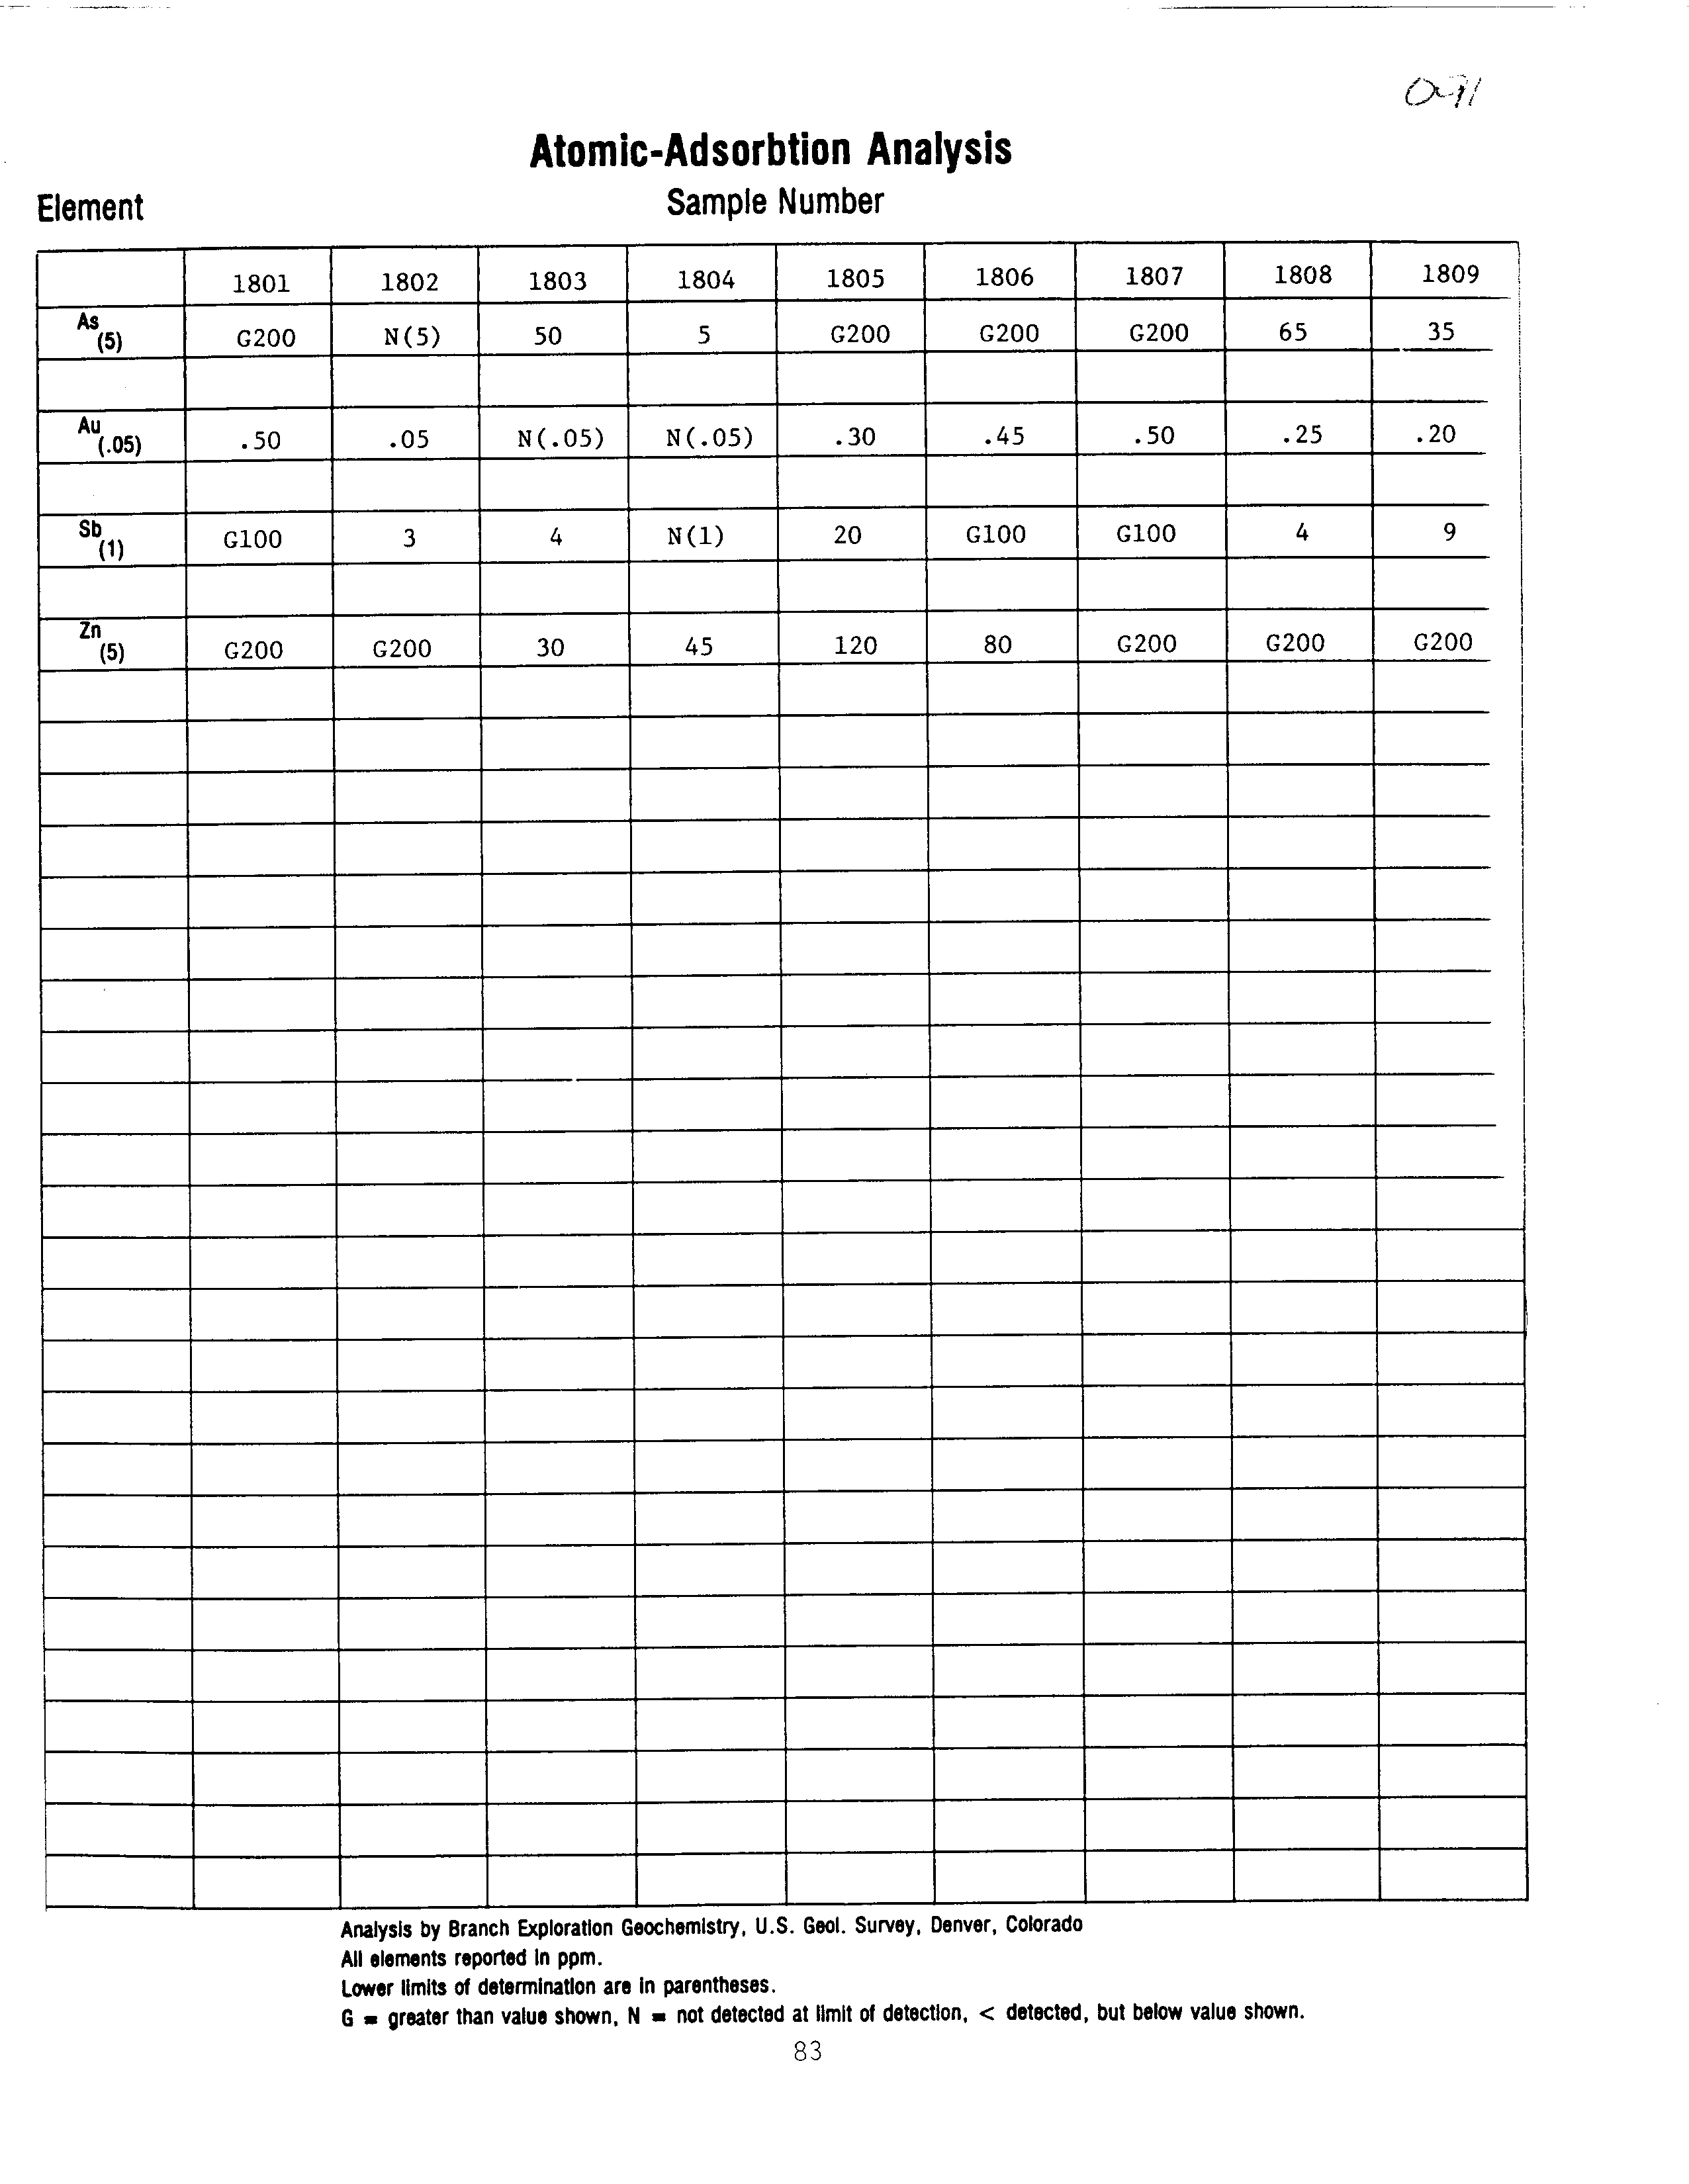 Atomic-Adsorbtion Analysis
Element Sample Number
1801 1802 1803 1804 1805 1806 1807 1808 1809
As (5) G200 N(5) 50 5 G200 G200 G200 65 35
Au (.05) .50 .05 N(.05) N(.05) .30 .45 .50 .25 .20
Sb (1) G100 3 4 N(1) 20 G100 G100 4 9
Zn (5) G200 G200 30 45 120 80 G200 G200 G200
Analysis by Branch Exploration Geochemistry, U.S. Geol. Survey, Denver, Colorado
All elements reported in ppm.
Lower limits of determination are in parentheses.
G = greater than value shown, N = not detected at limit of detection, < detected, but below value shown.
83